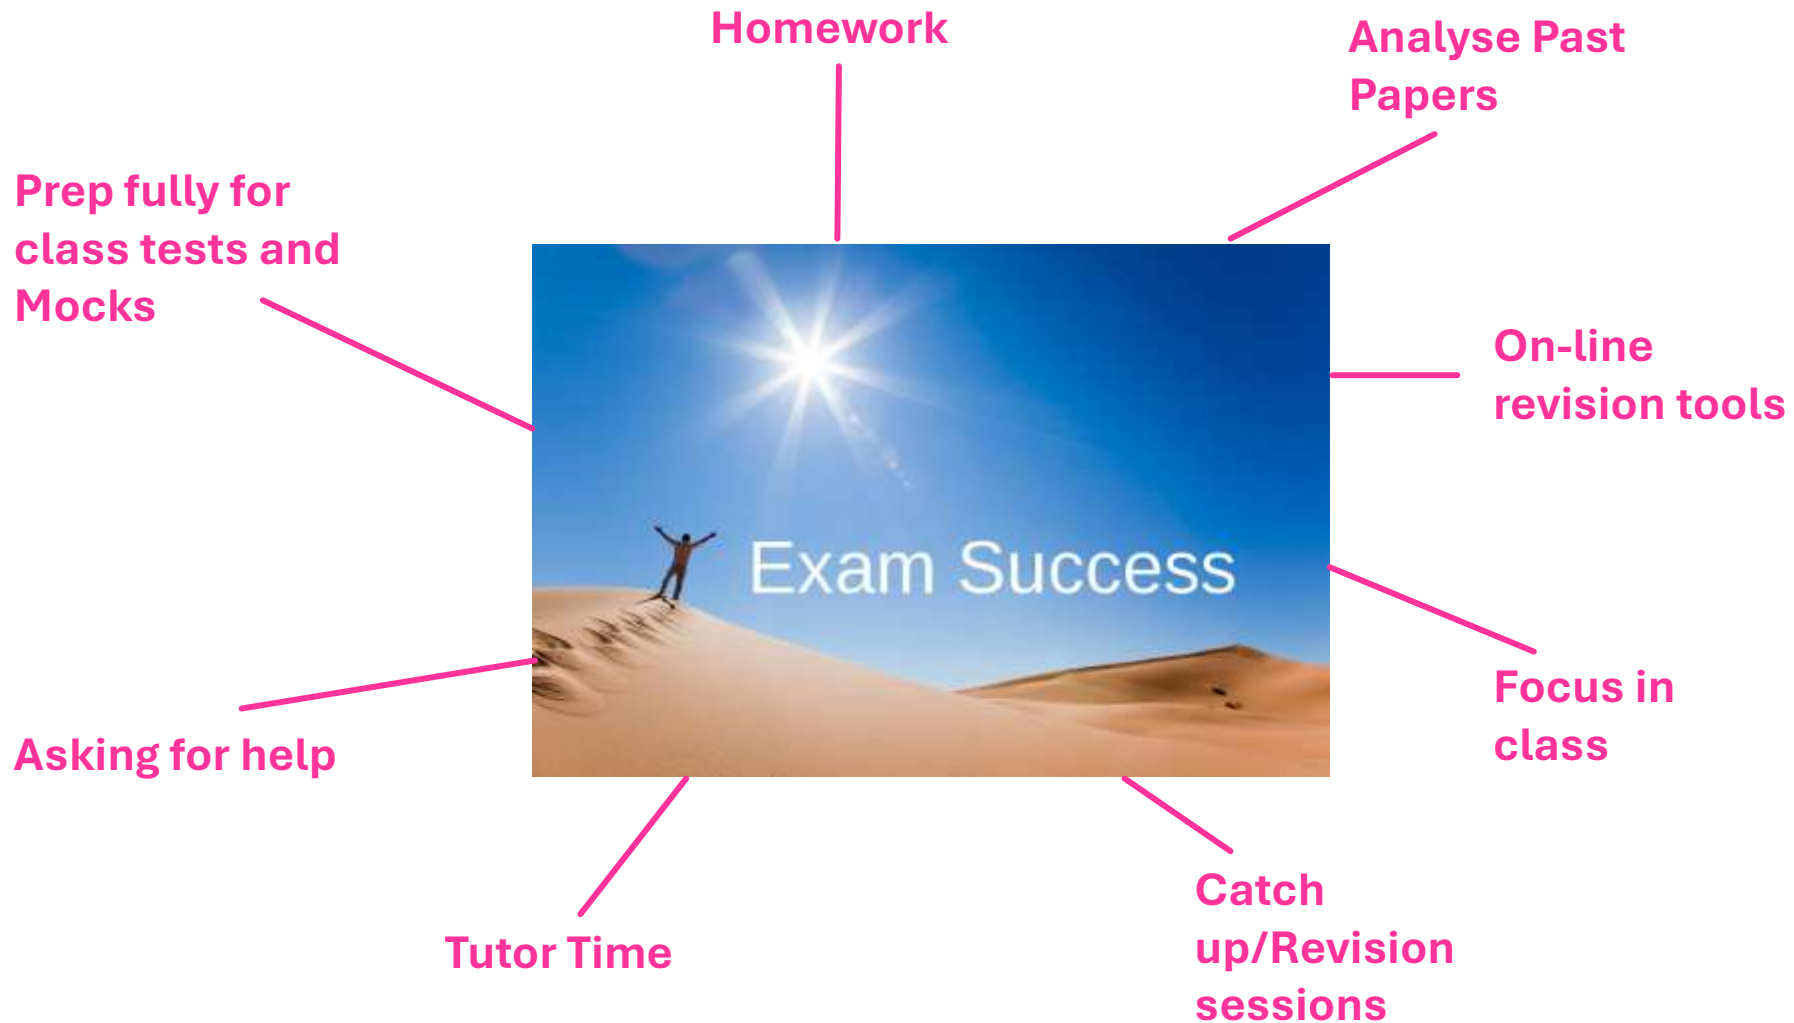 Homework
Analyse Past
Papers
Prep fully for
class tests and
Mocks
On-line
revision tools
Exam Success
Focus in
class
Asking for help
Catch
up/Revision
sessions
Tutor Time